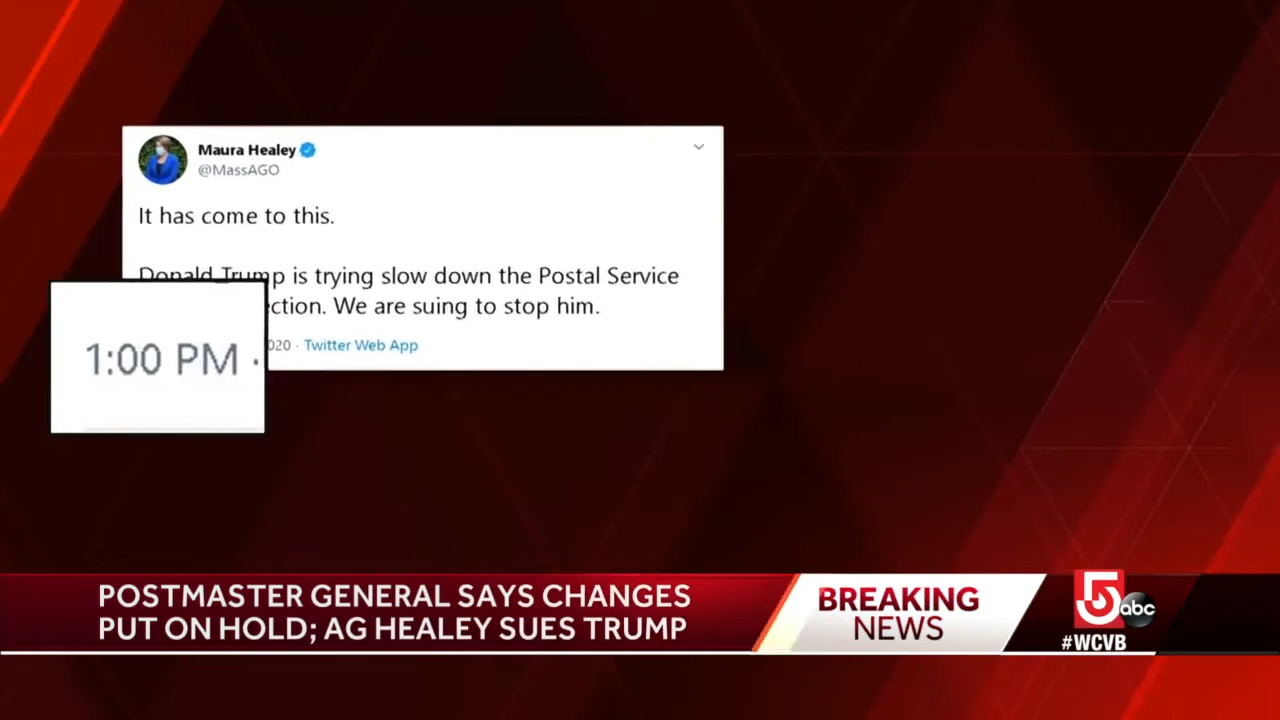 Maura Healey
@MassAGO
It has come to this.
Donald Trump is trying slow down the Postal Service
ction. We are suing to stop him.
020 · Twitter Web App
1:00 PM ·
POSTMASTER GENERAL SAYS CHANGES
PUT ON HOLD; AG HEALEY SUES TRUMP
BREAKING
NEWS
5
abc
#WCVB